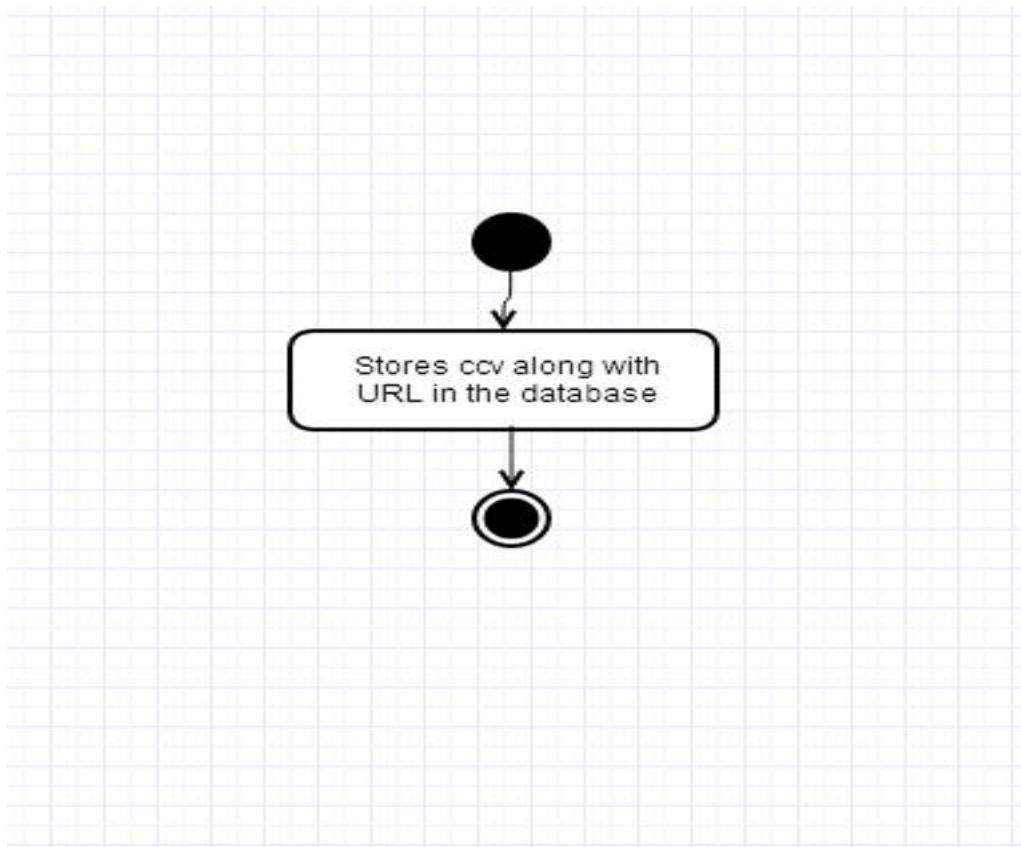 Stores ccv along with
URL in the database